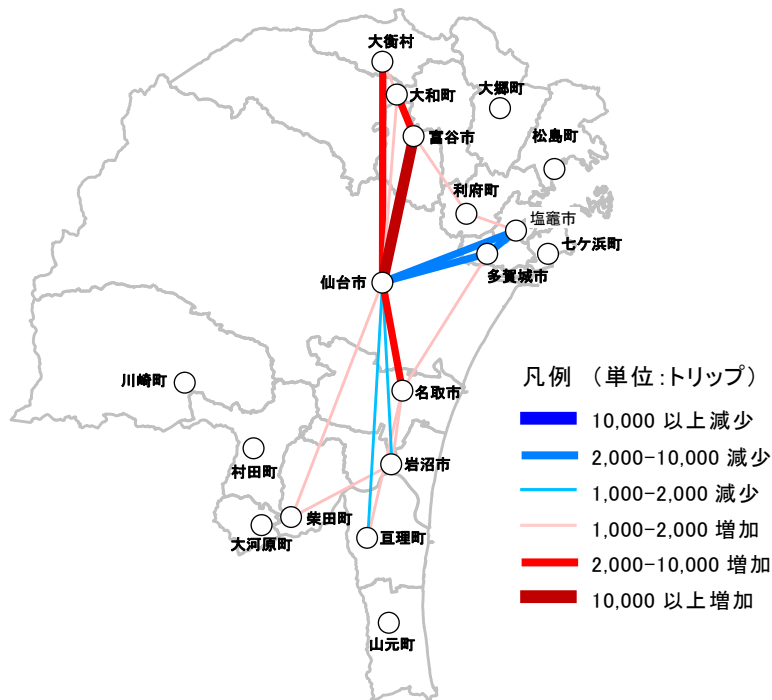 大衡村
大和町
大郷町
富谷市
松島町
利府町
塩竈市
七ケ浜町
多賀城市
仙台市
川崎町
名取市
岩沼市
村田町
柴田町
大河原町
亘理町
山元町
凡例 (単位:トリップ)
10,000 以上減少
2,000-10,000 減少
1,000-2,000 減少
1,000-2,000 増加
2,000-10,000 増加
10,000 以上増加